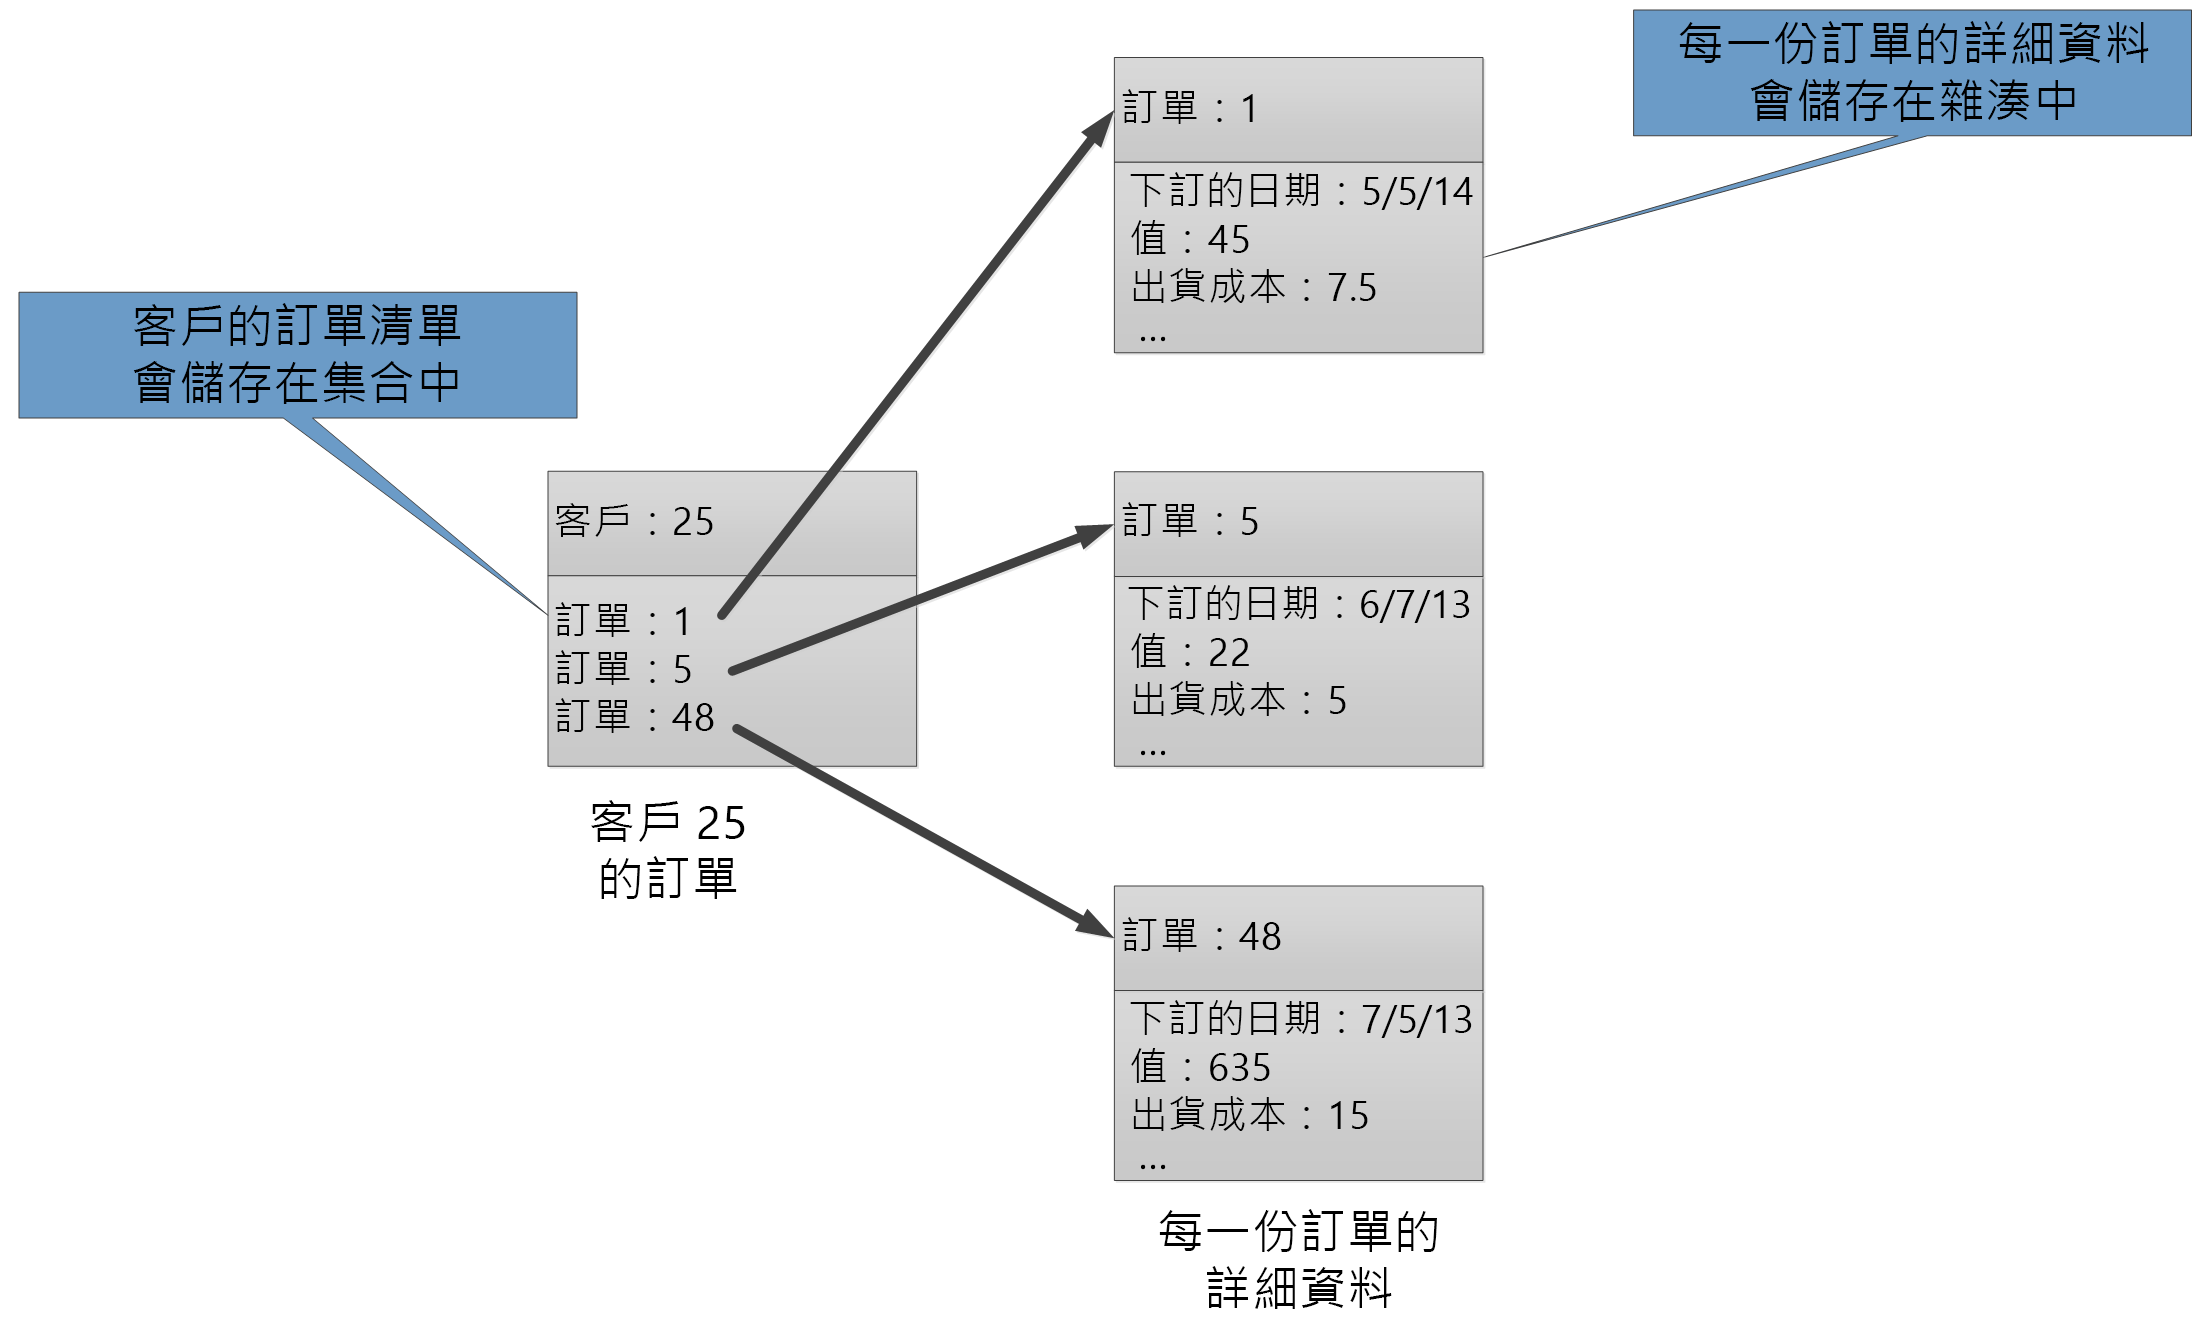 每一份訂單的詳細資料
會儲存在雜湊中
訂單：1
下訂的日期：5/5/14
值：45
出貨成本：7.5
...
客戶的訂單清單
會儲存在集合中
客戶：25
訂單：1
訂單：5
訂單：48
客戶 25
的訂單
訂單：5
下訂的日期：6/7/13
值：22
出貨成本：5
...
訂單：48
下訂的日期：7/5/13
值：635
出貨成本：15
...
每一份訂單的
詳細資料